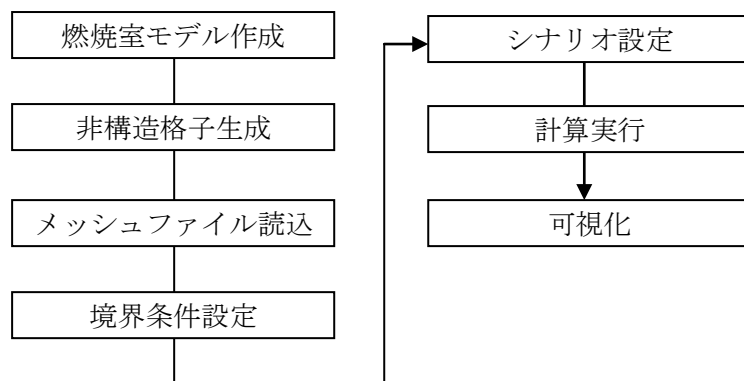 燃焼室モデル作成
非構造格子生成
メッシュファイル読込
境界条件設定
シナリオ設定
計算実行
可視化